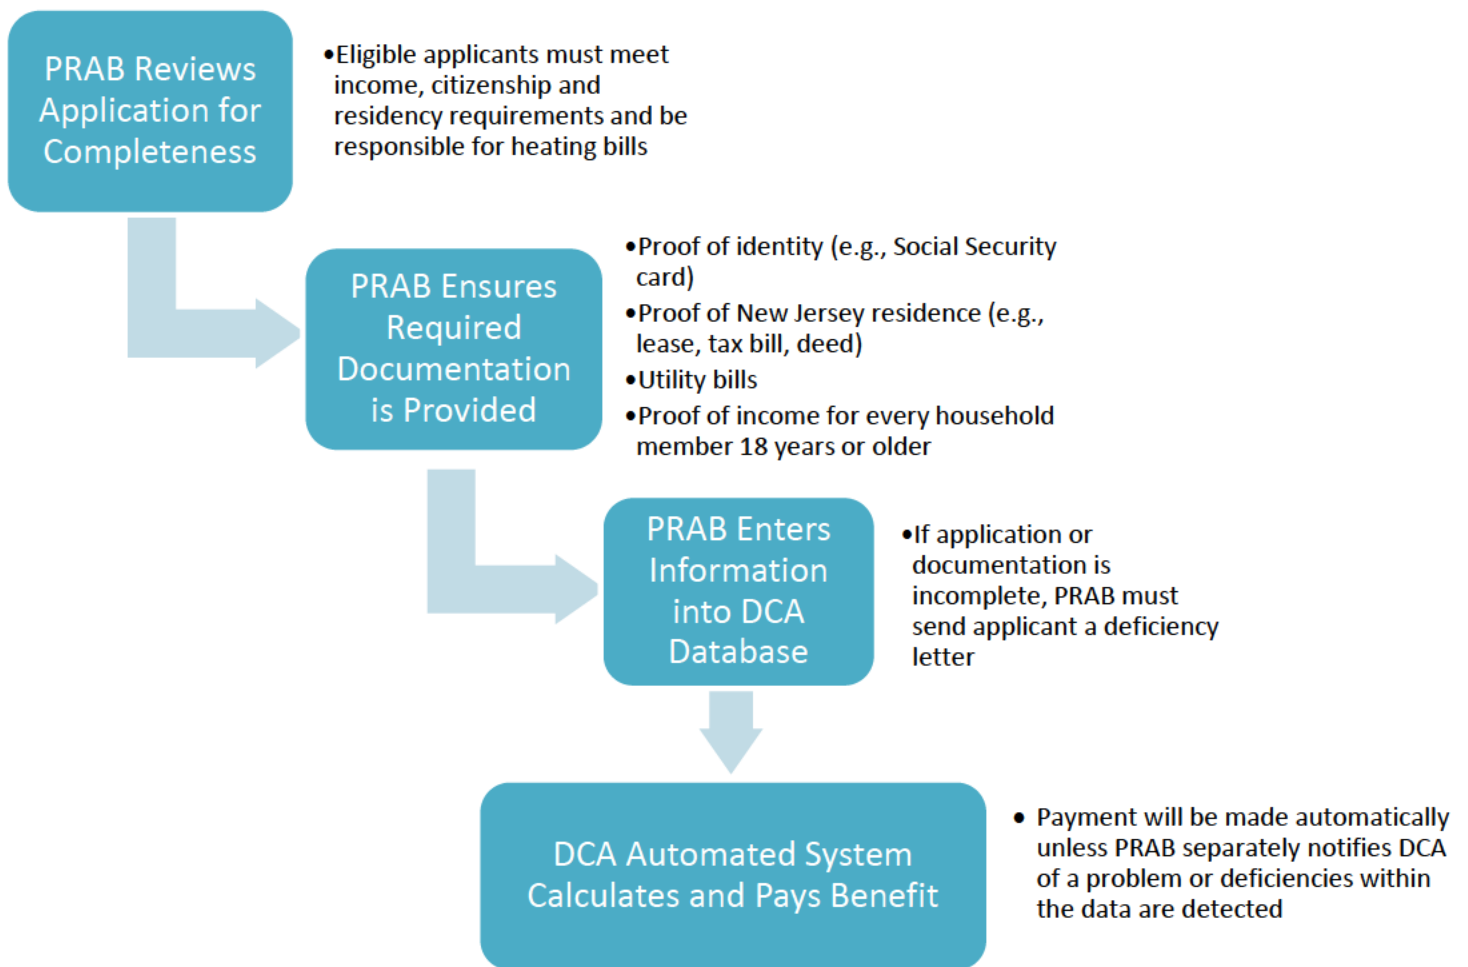 PRAB Reviews
Application for
Completeness
•Eligible applicants must meet
income, citizenship and
residency requirements and be
responsible for heating bills
PRAB Ensures
Required
Documentation
is Provided
•Proof of identity (e.g., Social Security
card)
•Proof of New Jersey residence (e.g.,
lease, tax bill, deed)
•Utility bills
•Proof of income for every household
member 18 years or older
PRAB Enters
Information
into DCA
Database
•If application or
documentation is
incomplete, PRAB must
send applicant a deficiency
letter
DCA Automated System
Calculates and Pays Benefit
• Payment will be made automatically
unless PRAB separately notifies DCA
of a problem or deficiencies within
the data are detected